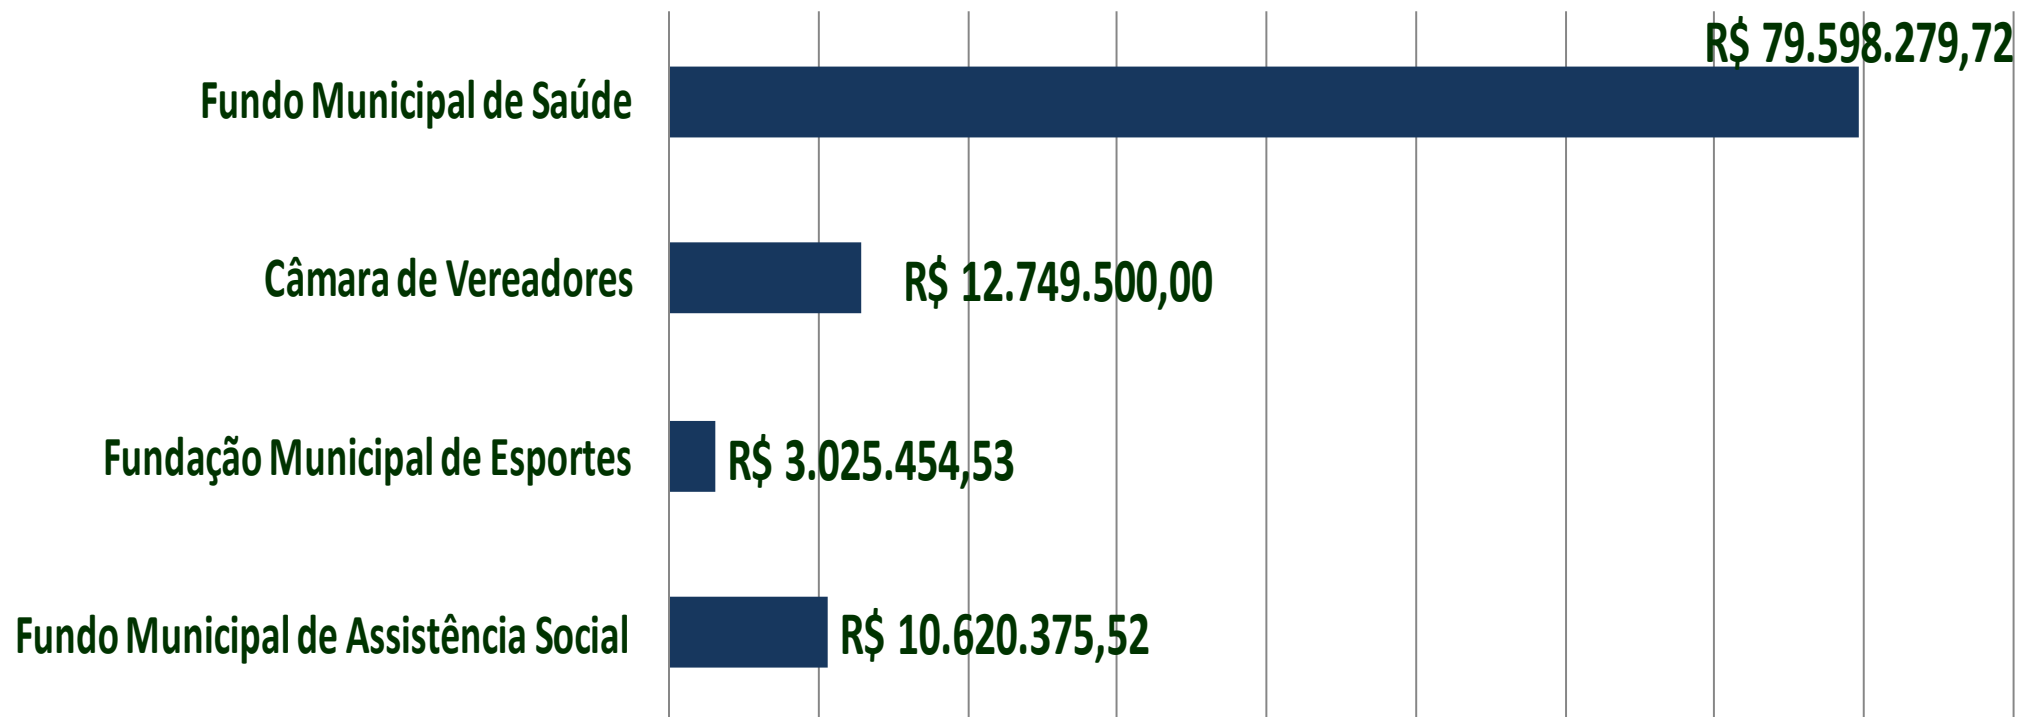 R$ 79.598.279,72
Fundo Municipal de Saúde
Câmara de Vereadores
R$ 12.749.500,00
Fundação Municipal de Esportes
R$ 3.025.454,53
Fundo Municipal de Assistência Social
R$ 10.620.375,52